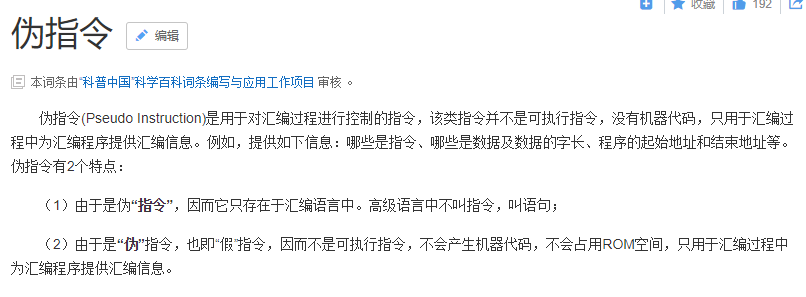 收藏
192
伪指令
编辑
本词条由“科普中国”科学百科词条编写与应用工作项目 审核 。
伪指令(Pseudo Instruction)是用于对汇编过程进行控制的指令，该类指令并不是可执行指令，没有机器代码，只用于汇编过
程中为汇编程序提供汇编信息。例如，提供如下信息：哪些是指令、哪些是数据及数据的字长、程序的起始地址和结束地址等。
伪指令有2个特点：
（1）由于是伪“指令”，因而它只存在于汇编语言中。高级语言中不叫指令，叫语句；
（2）由于是“伪”指令，也即“假”指令，因而不是可执行指令，不会产生机器代码，不会占用ROM空间，只用于汇编过程中
为汇编程序提供汇编信息。